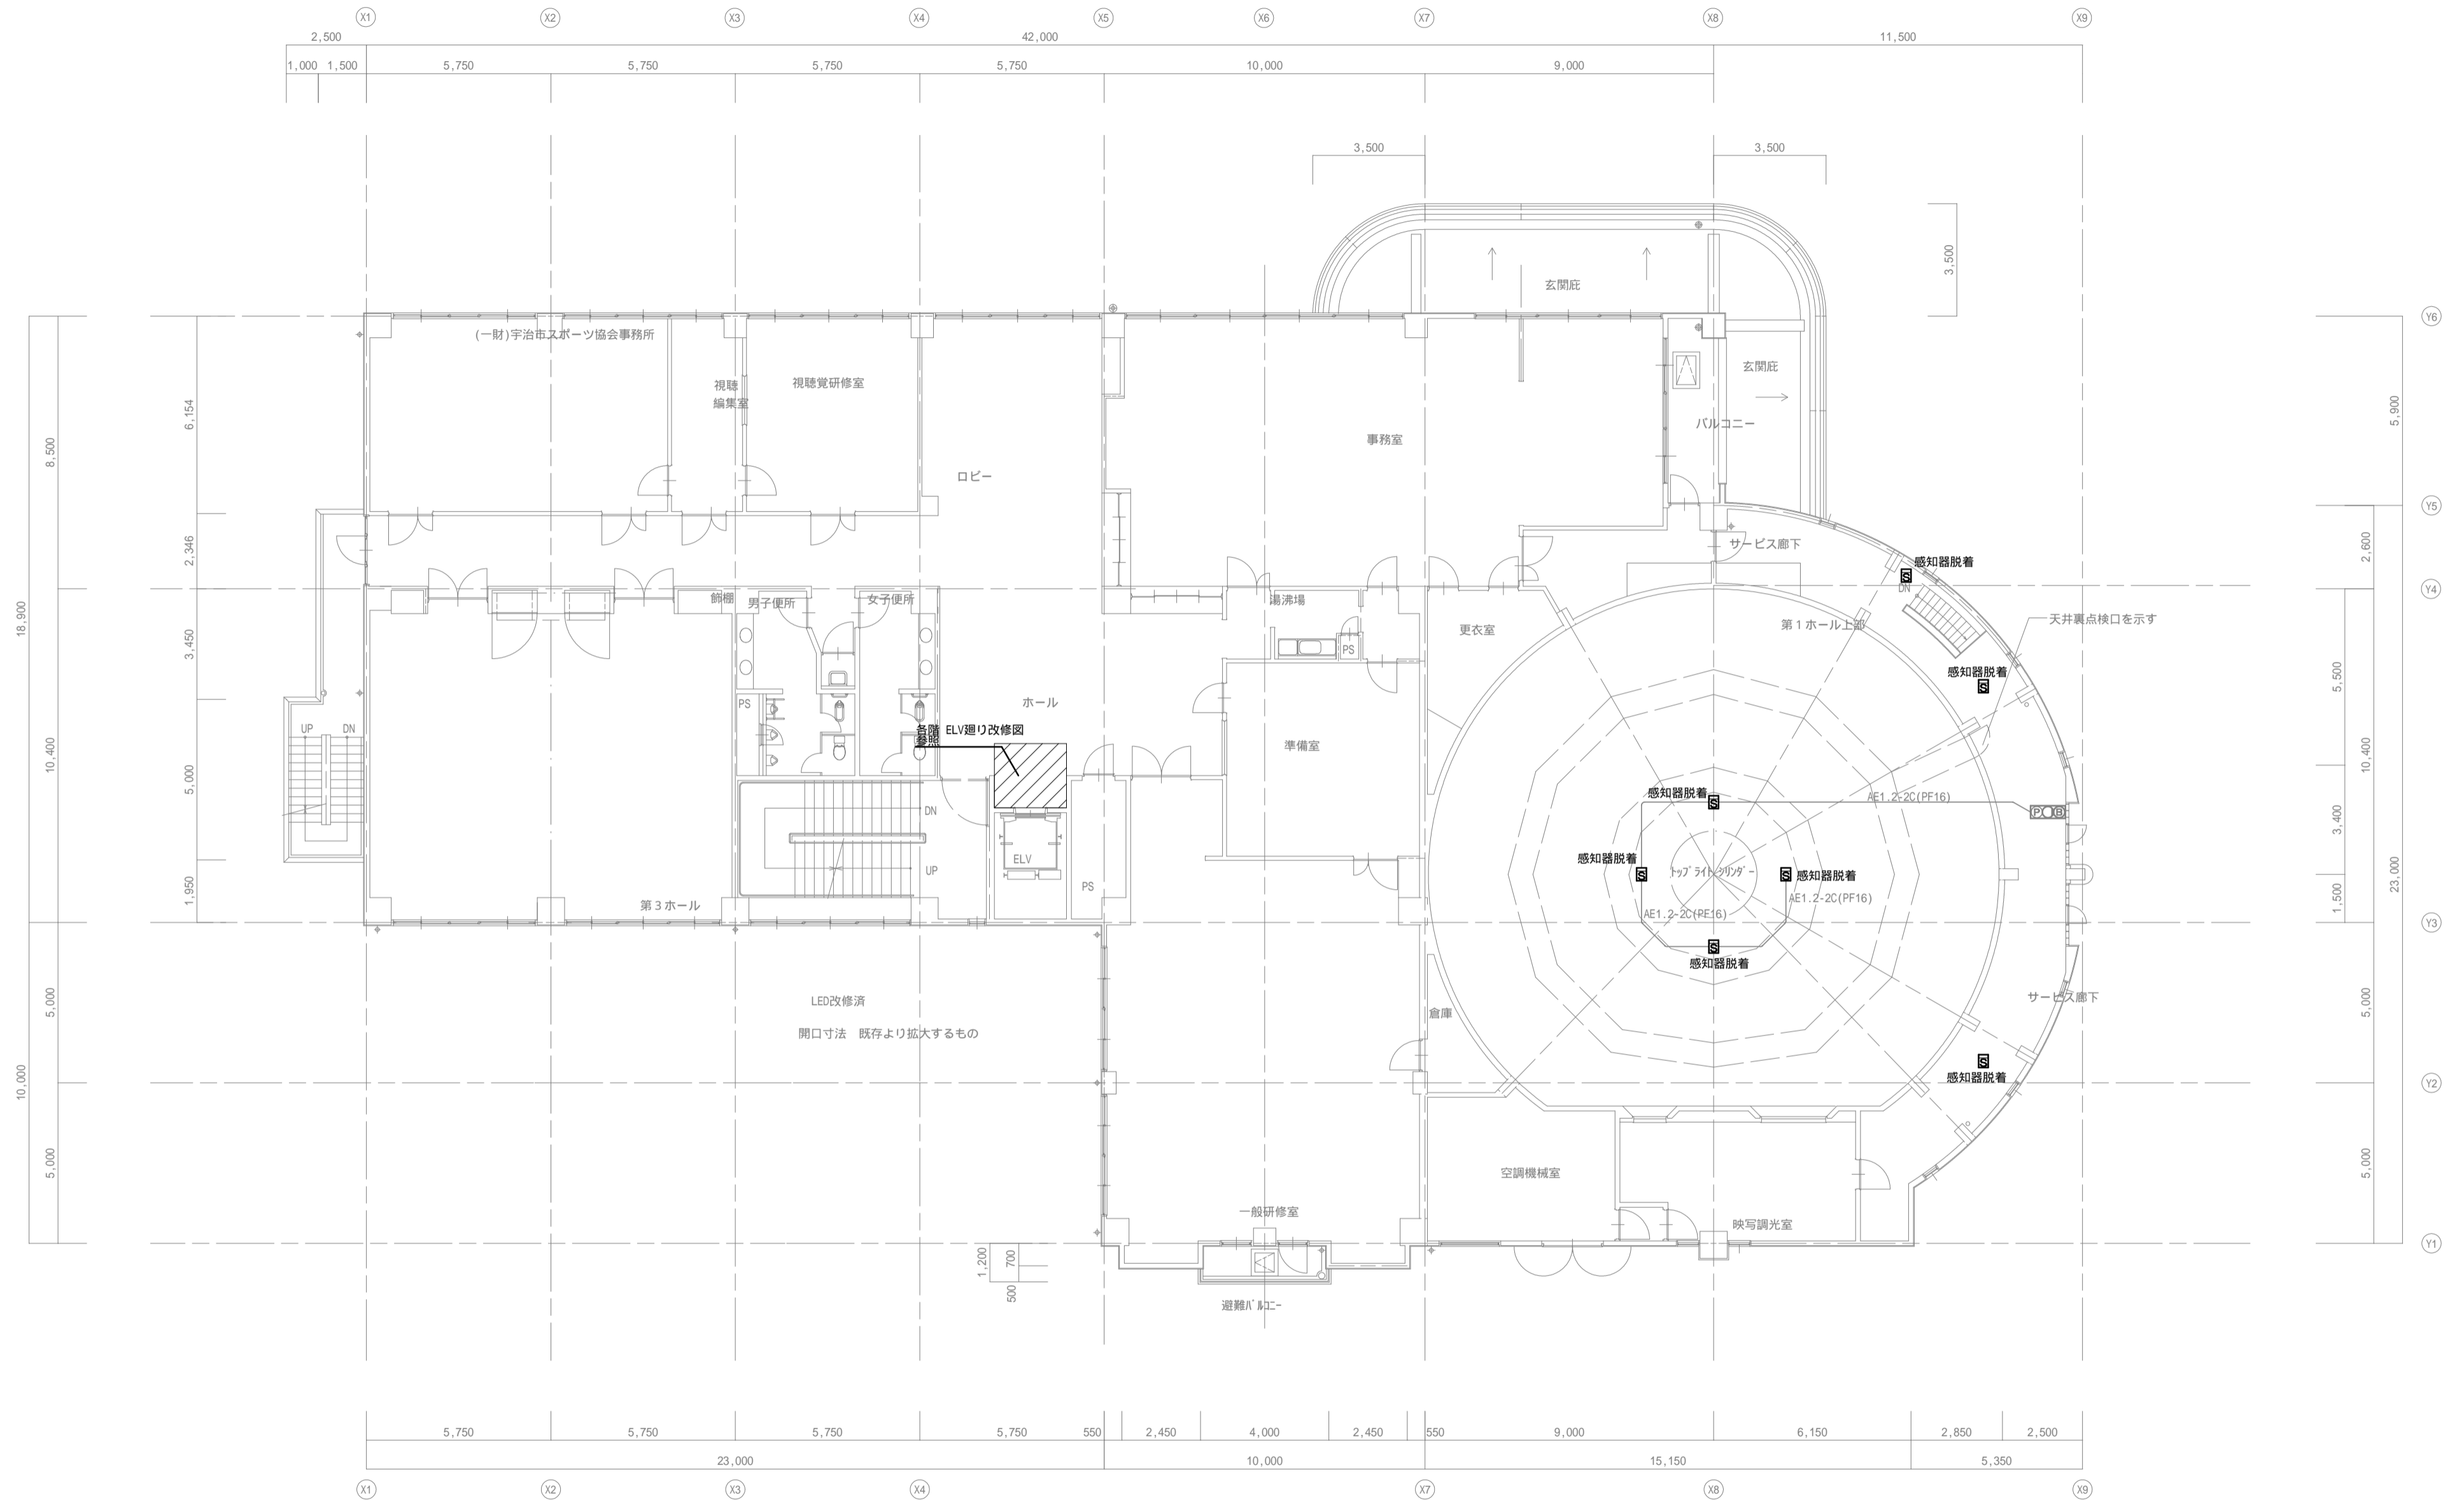 X1 X2 X3 X4 X5 X6 X7 X8 X9
2,500 42,000 11,500
1,000 1,500 5,750 5,750 5,750 5,750 10,000 9,000
3,500 3,500
3,500
玄関庇
Y6
(一財)宇治市スポーツ協会事務所
視聴
編集室
視聴覚研修室
玄関庇
6,154
5,900
8,500
バルコニー
事務室
ロビー
Y5
2,346
サービス廊下
2,600
感知器脱着
S
DN
Y4
飾棚
男子便所
女子便所
湯沸場
18,900
3,450
更衣室
第1ホール上部
天井裏点検口を示す
PS
感知器脱着
S
5,500
PS
ホール
UP DN
各階 ELV廻り改修図
参照
準備室
10,400
10,400
5,000
感知器脱着
S
AE1.2-2C(PF16)
P B
DN
3,400
ELV
感知器脱着
S
トップライトシリンダー
S
感知器脱着
UP
PS
23,000
1,950
1,500
第3ホール
AE1.2-2C(PF16)
AE1.2-2C(PF16)
Y3
S
感知器脱着
LED改修済
サービス廊下
5,000
5,000
倉庫
開口寸法 既存より拡大するもの
S
感知器脱着
10,000
Y2
5,000
5,000
空調機械室
一般研修室
映写調光室
Y1
1,200 700
500
避難バルコニー
5,750 5,750 5,750 5,750 550 2,450 4,000 2,450 550 9,000 6,150 2,850 2,500
23,000 10,000 15,150 5,350
X1 X2 X3 X4 X7 X8 X9